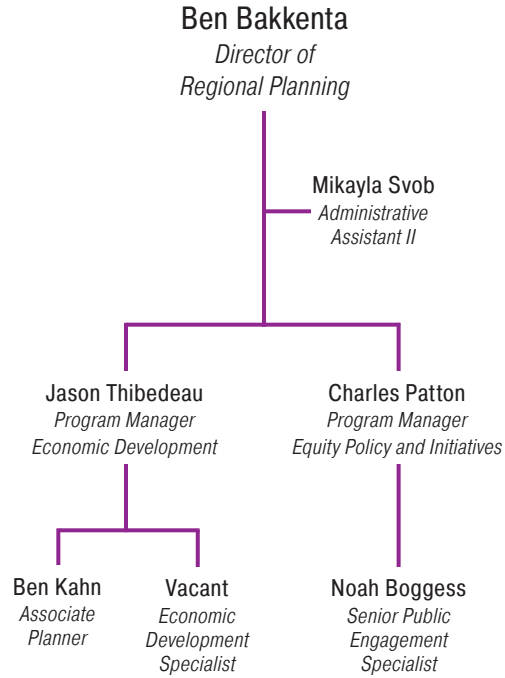 Ben Bakkenta
Director of
Regional Planning
Mikayla Svob
Administrative
Assistant II
Jason Thibedeau
Program Manager
Economic Development
Charles Patton
Program Manager
Equity Policy and Initiatives
Ben Kahn
Associate
Planner
Vacant
Economic
Development
Specialist
Noah Boggess
Senior Public
Engagement
Specialist